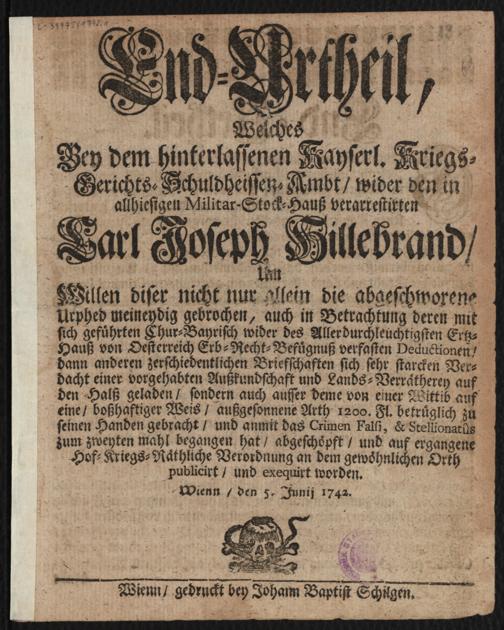 End-Urtheil,
Welches
Bey dem hinterlassenen Kayserl. Kriegs-
Gerichts-Schuldheissen-Ambt/ wider den in
allhiesigen Militar-Stock-Hauß verarrestirten
Carl Joseph Hillebrand/
Um
Willen diser nicht nur allein die abgeschworene
Urphed meineydig gebrochen, auch in Betrachtung deren mit
sich geführten Chur-Bayrisch wider des Allerdurchleuchtigsten Ertz-
Hauß von Oesterreich Erb-Recht-Befügnuß verfasten Deductionen/
dann anderen zerschiedentlichen Briefschaften sich sehr starcken Ver-
dacht einer vorgehabten Außkundschaft und Lands-Verrätherey auf
den Halß geladen/ sondern auch ausser deme von einer Wittib auf
eine/ boßhaftiger Weis/ außgesonnene Arth 1200. Fl. betrüglich zu
seinen Handen gebracht/ und anmit das Crimen Falsi, & Stellionatûs
zum zweyten mahl begangen hat/ abgeschöpft/ und auf ergangene
Hof-Kriegs-Räthliche Verordnung an dem gewöhnlichen Orth
publicirt/ und exequirt worden.
Wienn/ den 5. Junij 1742.
Wienn/ gedruckt bey Johann Baptist Schilgen.